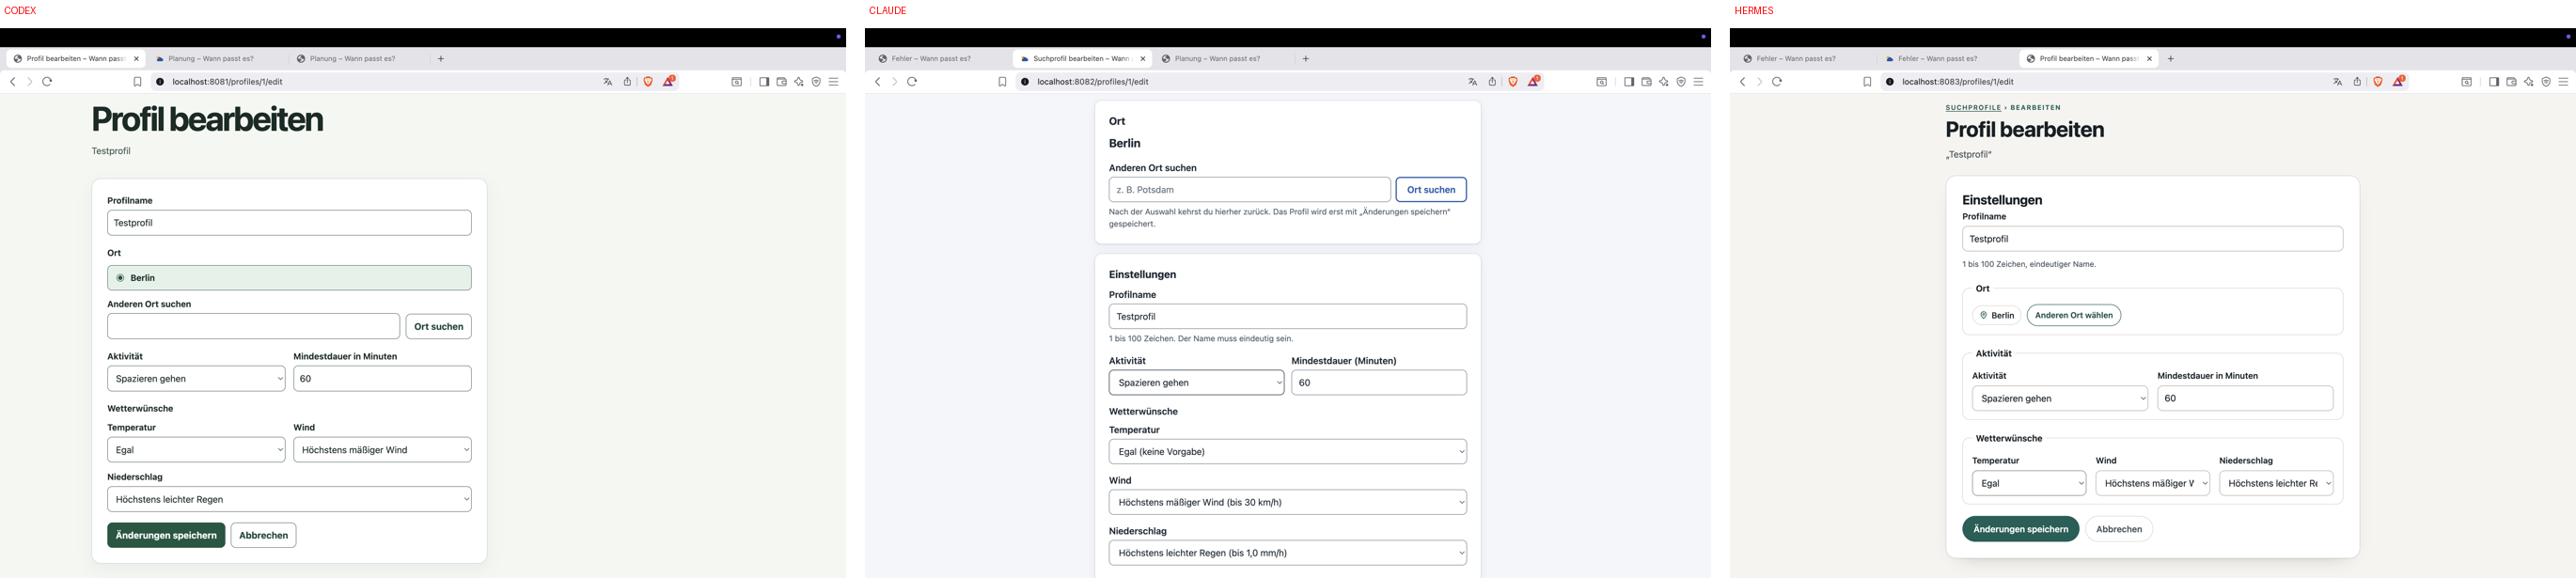 CODEX
Profil bearbeiten – Wann pass
Planung – Wann passt es?
Planung – Wann passt es?
localhost:8081/profiles/1/edit
Profil bearbeiten
Testprofil
Profilname
Testprofil
Ort
Berlin
Anderen Ort suchen
Ort suchen
Aktivität
Mindestdauer in Minuten
Spazieren gehen
60
Wetterwünsche
Temperatur
Wind
Egal
Höchstens mäßiger Wind
Niederschlag
Höchstens leichter Regen
Änderungen speichern
Abbrechen
CLAUDE
Fehler – Wann passt es?
Suchprofil bearbeiten – Wann
Planung – Wann passt es?
localhost:8082/profiles/1/edit
Ort
Berlin
Anderen Ort suchen
z. B. Potsdam
Ort suchen
Nach der Auswahl kehrst du hierher zurück. Das Profil wird erst mit „Änderungen speichern“
gespeichert.
Einstellungen
Profilname
Testprofil
1 bis 100 Zeichen. Der Name muss eindeutig sein.
Aktivität
Mindestdauer (Minuten)
Spazieren gehen
60
Wetterwünsche
Temperatur
Egal (keine Vorgabe)
Wind
Höchstens mäßiger Wind (bis 30 km/h)
Niederschlag
Höchstens leichter Regen (bis 1,0 mm/h)
HERMES
Fehler – Wann passt es?
Fehler – Wann passt es?
Profil bearbeiten – Wann pass
localhost:8083/profiles/1/edit
SUCHPROFILE › BEARBEITEN
Profil bearbeiten
„Testprofil“
Einstellungen
Profilname
Testprofil
1 bis 100 Zeichen, eindeutiger Name.
Ort
Berlin
Anderen Ort wählen
Aktivität
Aktivität
Mindestdauer in Minuten
Spazieren gehen
60
Wetterwünsche
Temperatur
Wind
Niederschlag
Egal
Höchstens mäßiger V
Höchstens leichter Re
Änderungen speichern
Abbrechen